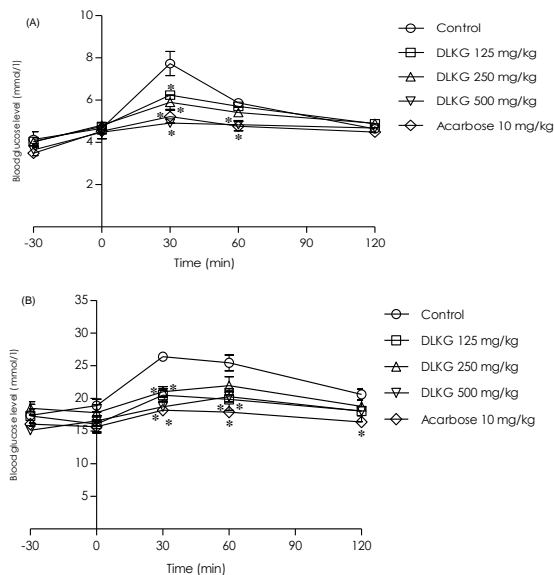 (A)
10
8
6
4
2
Blood glucose level (mmol/l)
-30
0
30
60
90
120
Time (min)
Control
DLKG 125 mg/kg
DLKG 250 mg/kg
DLKG 500 mg/kg
Acarbose 10 mg/kg
*
*
*
*
*
*
(B)
35
30
25
20
15
10
5
Blood glucose level (mmol/l)
-30
0
30
60
90
120
Time (min)
Control
DLKG 125 mg/kg
DLKG 250 mg/kg
DLKG 500 mg/kg
Acarbose 10 mg/kg
*
*
*
*
*
*
*
*